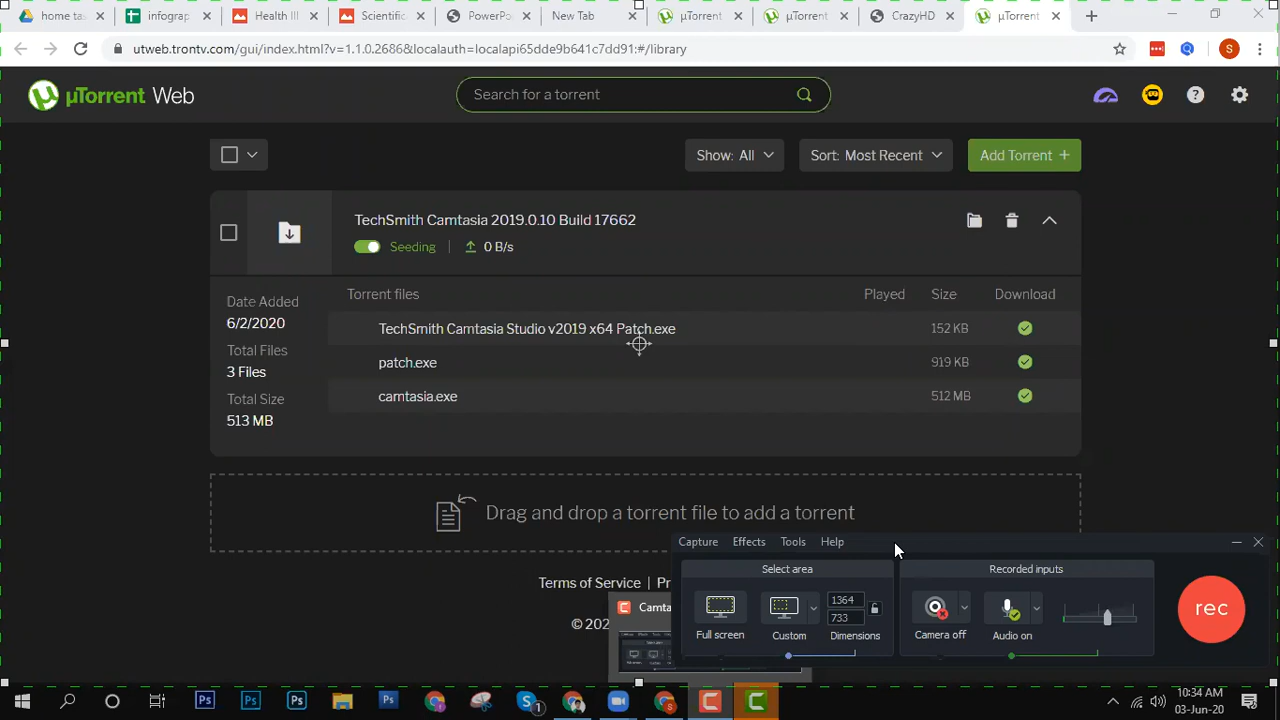 home ta
infogra
Health Il
Scientific
PowerPo
New Tab
µTorrent
µTorrent
CrazyHD
µTorrent
utweb.trontv.com/gui/index.html?v=1.1.0.2686&localauth=localapi65dde9b641c7dd91:#/library
S
µTorrent Web
Search for a torrent
Show: All
Sort: Most Recent
Add Torrent +
TechSmith Camtasia 2019.0.10 Build 17662
Seeding
0 B/s
Date Added
6/2/2020
Total Files
3 Files
Total Size
513 MB
Torrent files Played Size Download
TechSmith Camtasia Studio v2019 x64 Patch.exe 152 KB
patch.exe 919 KB
camtasia.exe 512 MB
Drag and drop a torrent file to add a torrent
Terms of Service | Pr
© 202
Camta
Capture Effects Tools Help
Select area
Recorded inputs
1364
733
rec
Full screen
Custom
Dimensions
Camera off
Audio on
10:34 AM
03-Jun-20